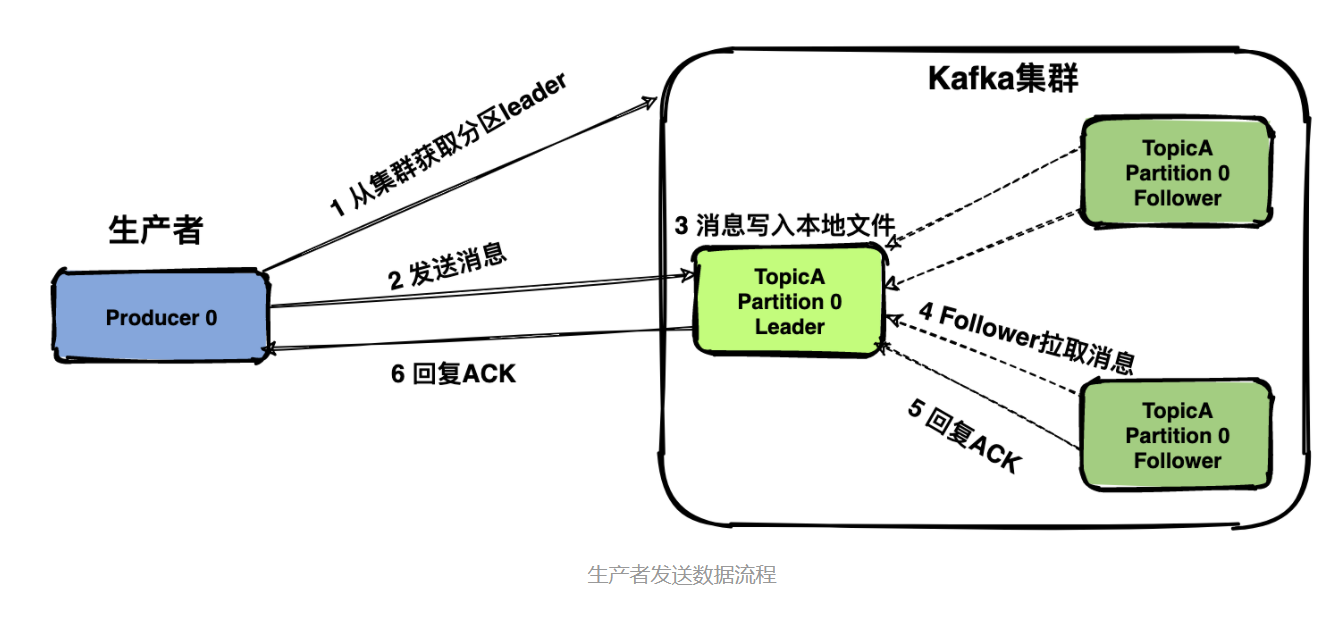 Kafka集群
1 从集群获取分区leader
TopicA
Partition 0
Follower
生产者
3 消息写入本地文件
2 发送消息
TopicA
Partition 0
Leader
Producer 0
4 Follower拉取消息
6 回复ACK
5 回复ACK
TopicA
Partition 0
Follower
生产者发送数据流程